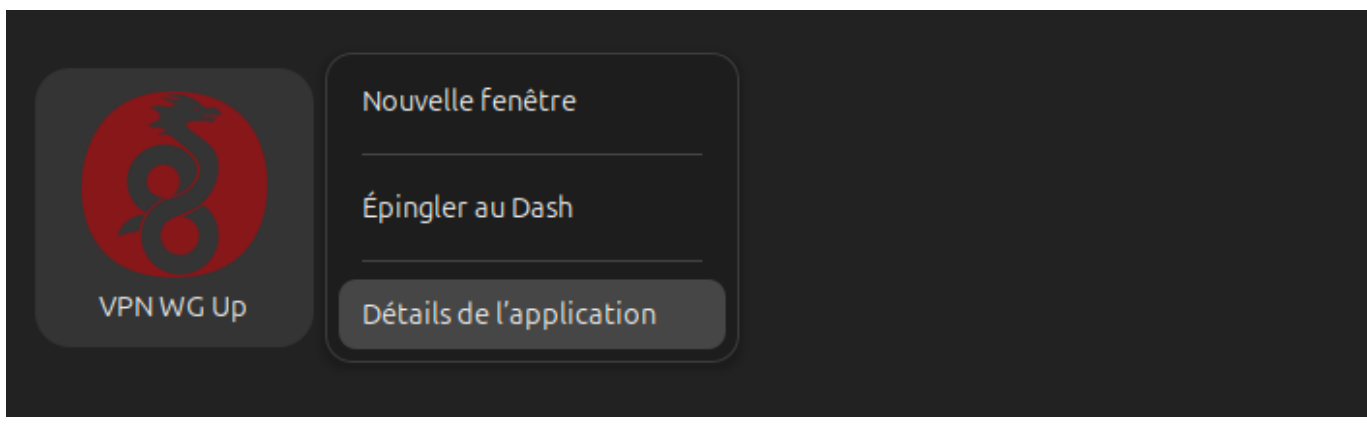 Nouvelle fenêtre
Épingler au Dash
VPN WG Up
Détails de l’application